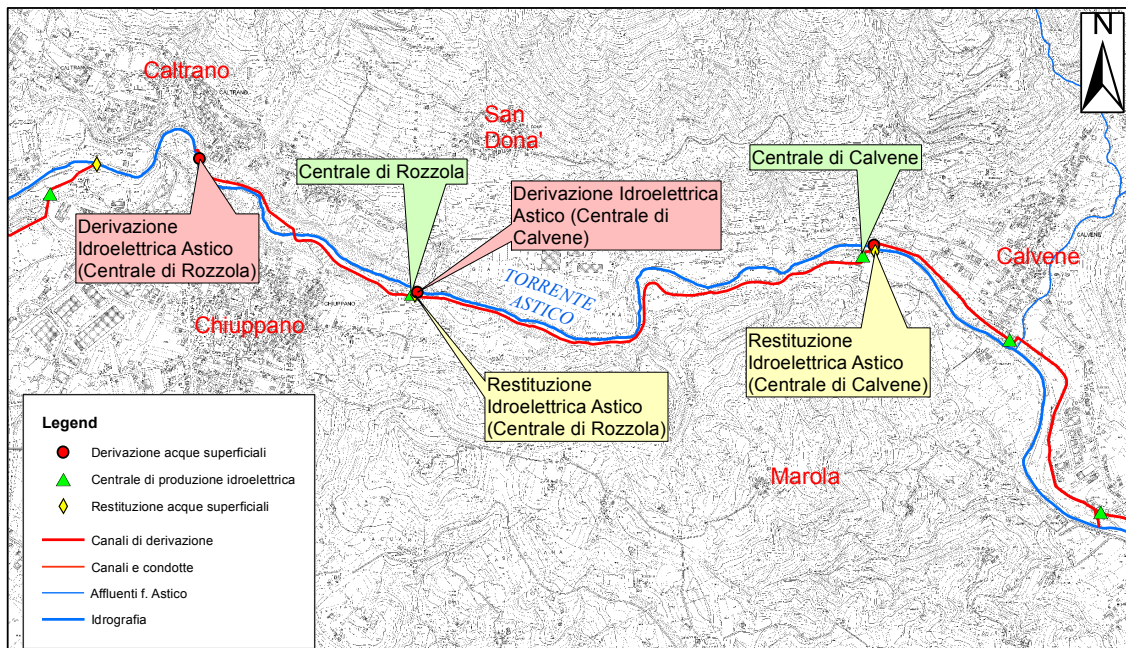 N
Caltrano
CALTRANO
San
Dona'
Centrale di Rozzola
Centrale di Calvene
Derivazione Idroelettrica
Astico (Centrale di
Calvene)
Derivazione
Idroelettrica Astico
(Centrale di Rozzola)
CALVENE
Calvene
TORRENTE
ASTICO
CHIUPPANO
Chiuppano
Restituzione
Idroelettrica Astico
(Centrale di Calvene)
Restituzione
Idroelettrica Astico
(Centrale di Rozzola)
Marola
Legend
Derivazione acque superficiali
Centrale di produzione idroelettrica
Restituzione acque superficiali
Canali di derivazione
Canali e condotte
Affluenti f. Astico
Idrografia